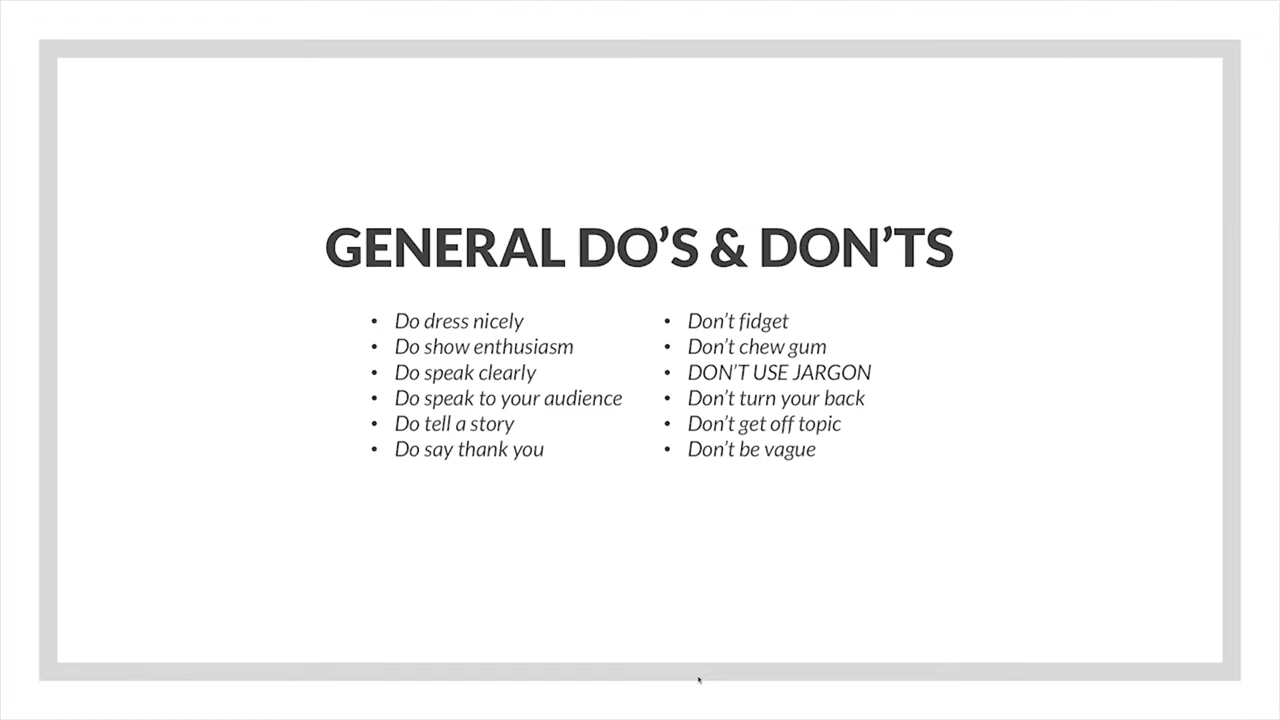 GENERAL DO’S & DON’TS
• Do dress nicely
• Do show enthusiasm
• Do speak clearly
• Do speak to your audience
• Do tell a story
• Do say thank you
• Don’t fidget
• Don’t chew gum
• DON’T USE JARGON
• Don’t turn your back
• Don’t get off topic
• Don’t be vague